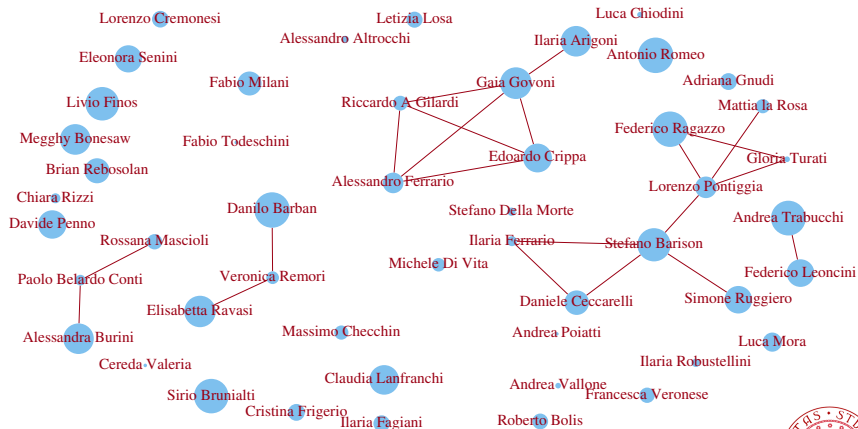 Luca Chiodini
Lorenzo Cremonesi
Letizia Losa
Alessandro Altrocchi
Ilaria Arigoni
Antonio Romeo
Eleonora Senini
Fabio Milani
Gaia Govoni
Adriana Gnudi
Livio Finos
Riccardo A Gilardi
Mattia la Rosa
Federico Ragazzo
Megghy Bonesaw
Fabio Todeschini
Edoardo Crippa
Gloria Turati
Brian Rebosolan
Alessandro Ferrario
Lorenzo Pontiggia
Chiara Rizzi
Danilo Barban
Stefano Della Morte
Andrea Trabucchi
Davide Penno
Rossana Mascioli
Ilaria Ferrario
Stefano Barison
Michele Di Vita
Paolo Belardo Conti
Veronica Remori
Federico Leoncini
Daniele Ceccarelli
Simone Ruggiero
Elisabetta Ravasi
Alessandra Burini
Massimo Checchin
Andrea Poiatti
Luca Mora
Cereda Valeria
Ilaria Robustellini
Claudia Lanfranchi
Andrea Vallone
Francesca Veronese
Sirio Brunialti
Cristina Frigerio
Ilaria Fagiani
Roberto Bolis